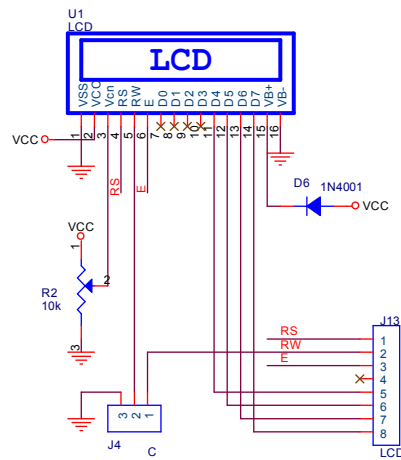 U1
LCD
LCD
VSS VCC Vcn RS RW E D0 D1 D2 D3 D4 D5 D6 D7 VB+ VB-
1 2 3 4 5 6 7 8 9 10 11 12 13 14 15 16
VCC
RS E
D6 1N4001
VCC
VCC
1
2
R2
10k
3
J13
RS 1
RW 2
E 3
4
5
6
7
8
LCD
3 2 1
J4 C